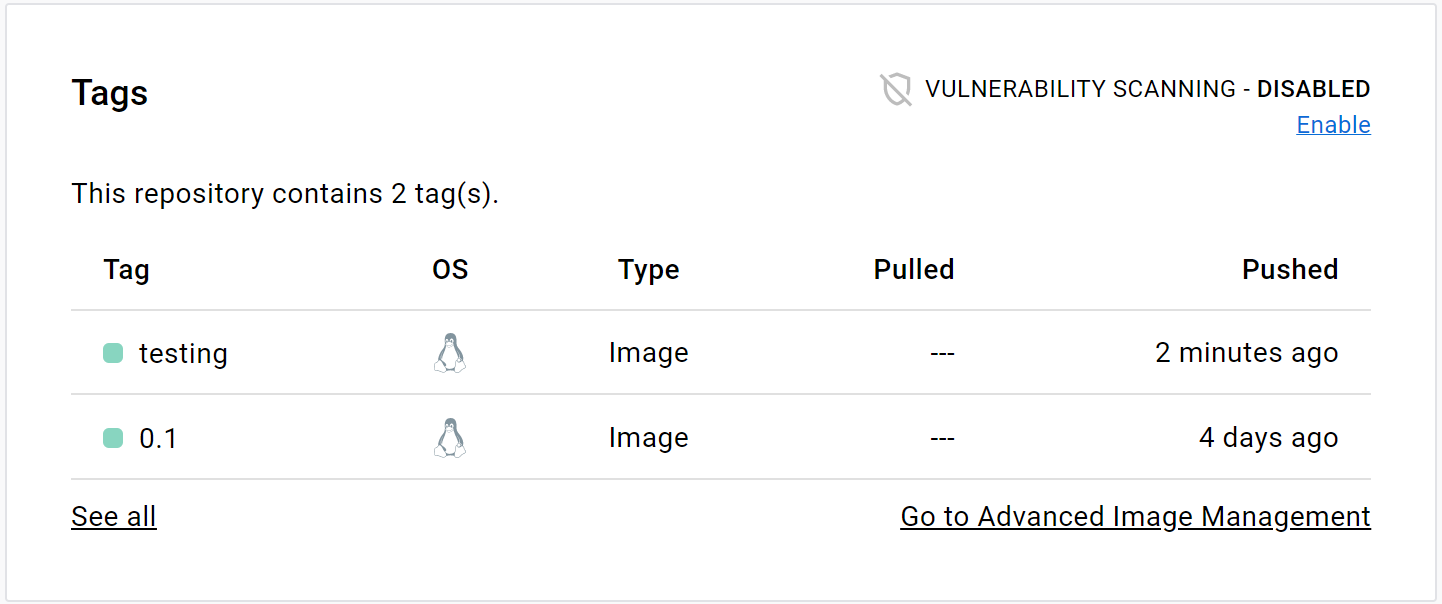 Tags
VULNERABILITY SCANNING - DISABLED
Enable
This repository contains 2 tag(s).
Tag OS Type Pulled Pushed
testing Image --- 2 minutes ago
0.1 Image --- 4 days ago
See all Go to Advanced Image Management